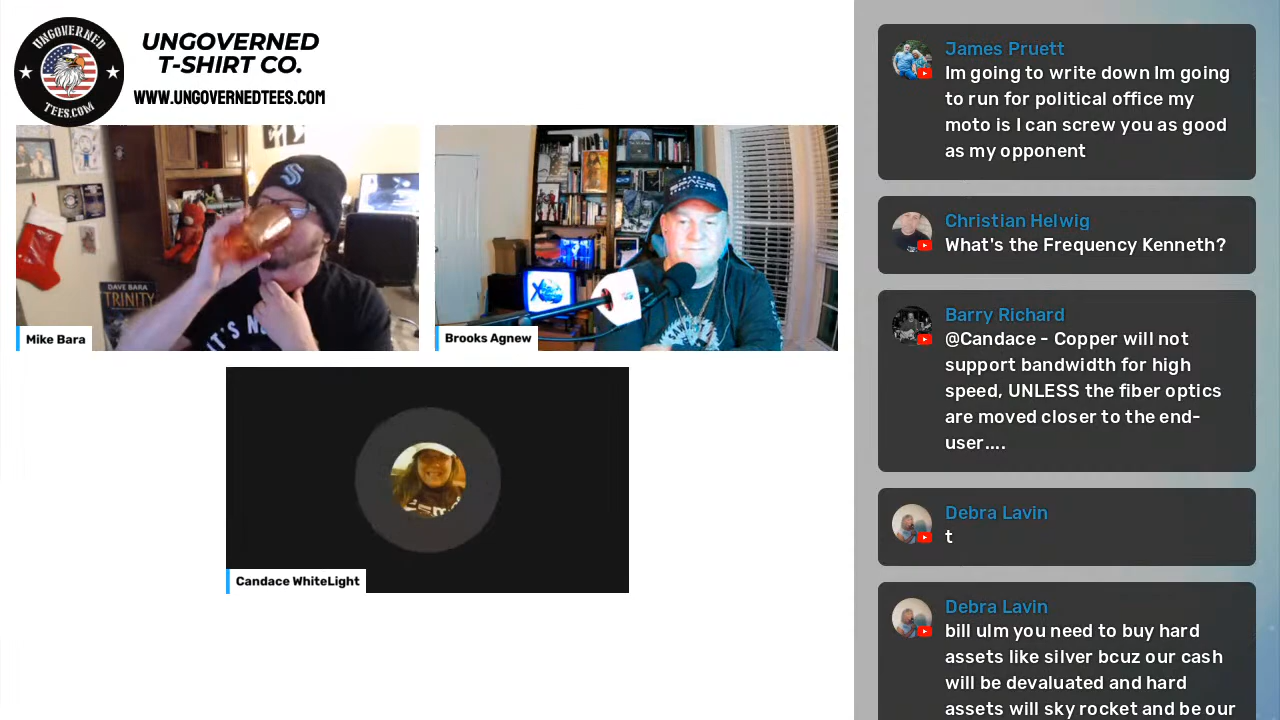 UNGOVERNED
TEES.COM
UNGOVERNED
T-SHIRT CO.
WWW.UNGOVERNEDTEES.COM
DAVE BARA
TRINITY
IT'S N
Mike Bara
SPACE
Brooks Agnew
Candace WhiteLight
James Pruett
Im going to write down Im going
to run for political office my
moto is I can screw you as good
as my opponent
Christian Helwig
What's the Frequency Kenneth?
Barry Richard
@Candace - Copper will not
support bandwidth for high
speed, UNLESS the fiber optics
are moved closer to the end-
user....
Debra Lavin
t
Debra Lavin
bill ulm you need to buy hard
assets like silver bcuz our cash
will be devaluated and hard
assets will sky rocket and be our